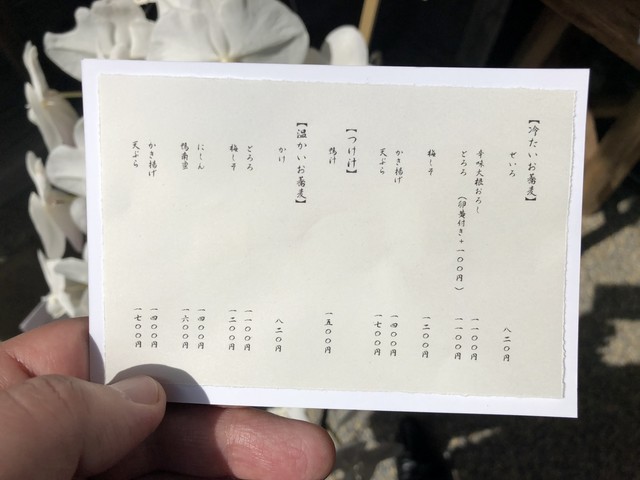 【冷たいお蕎麦】
せいろ 八二〇円
辛味大根おろし 一一〇〇円
とろろ (卵黄付き+一〇〇円) 一一〇〇円
梅しそ 一二〇〇円
かき揚げ 一四〇〇円
天ぷら 一七〇〇円
【つけ汁】
鴨汁 一五〇〇円
【温かいお蕎麦】
かけ 八二〇円
とろろ 一一〇〇円
梅しそ 一二〇〇円
にしん 一四〇〇円
鴨南蛮 一六〇〇円
かき揚げ 一四〇〇円
天ぷら 一七〇〇円